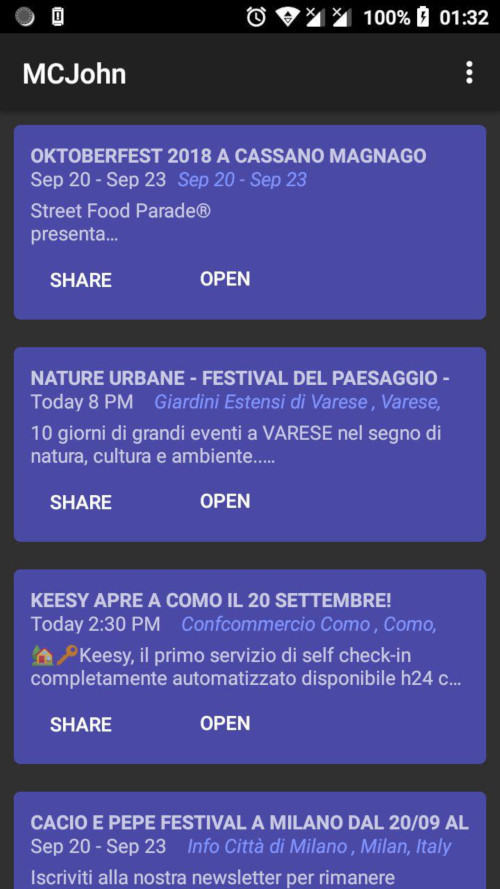 100% 01:32
MCJohn
OKTOBERFEST 2018 A CASSANO MAGNAGO
Sep 20 - Sep 23 Sep 20 - Sep 23
Street Food Parade®
presenta…
SHARE OPEN
NATURE URBANE - FESTIVAL DEL PAESAGGIO -
Today 8 PM Giardini Estensi di Varese , Varese,
10 giorni di grandi eventi a VARESE nel segno di
natura, cultura e ambiente.….
SHARE OPEN
KEESY APRE A COMO IL 20 SETTEMBRE!
Today 2:30 PM Confcommercio Como , Como,
🏡🔑Keesy, il primo servizio di self check-in
completamente automatizzato disponibile h24 c…
SHARE OPEN
CACIO E PEPE FESTIVAL A MILANO DAL 20/09 AL
Sep 20 - Sep 23 Info Città di Milano , Milan, Italy
Iscriviti alla nostra newsletter per rimanere